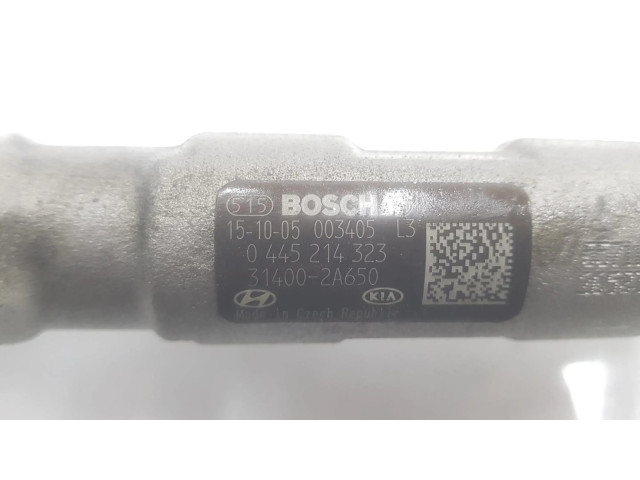 BOSCH
15-10-05 003405 L3
0 445 214 323
31400-2A650
KIA
Made in Czech Republic